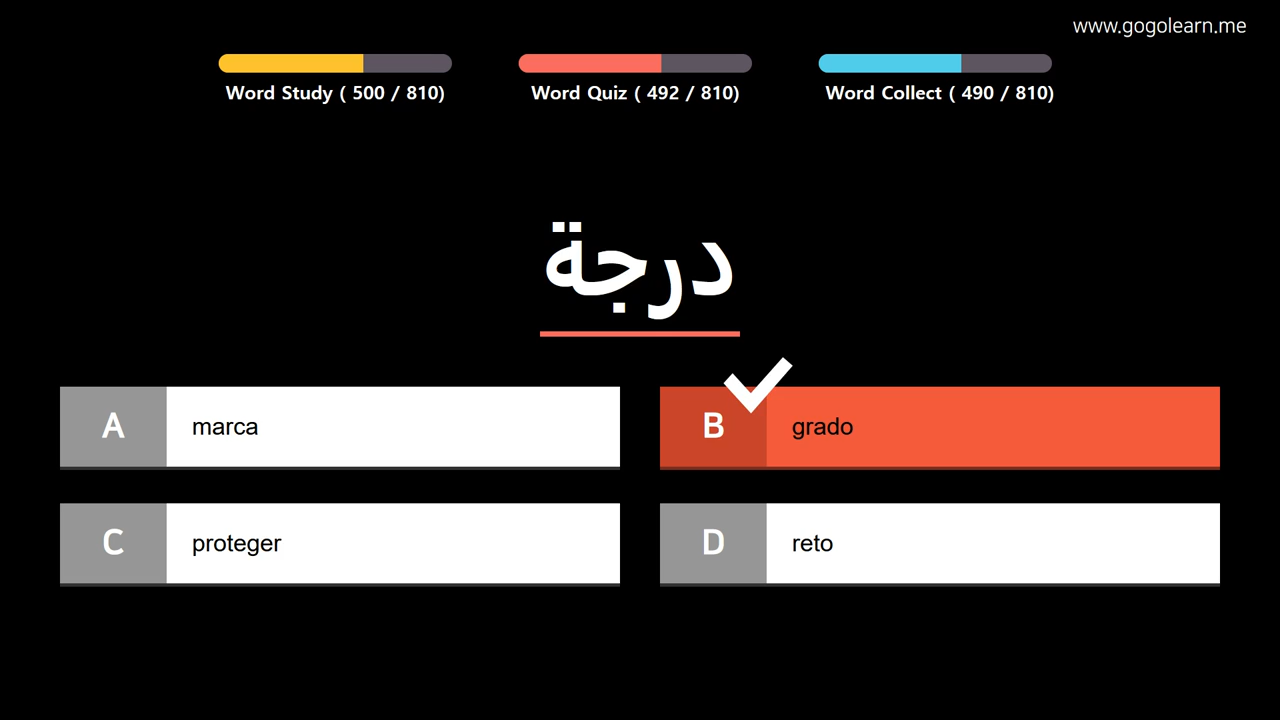 www.gogolearn.me
Word Study ( 500 / 810)
Word Quiz ( 492 / 810)
Word Collect ( 490 / 810)
درجة
A marca
B grado
C proteger
D reto